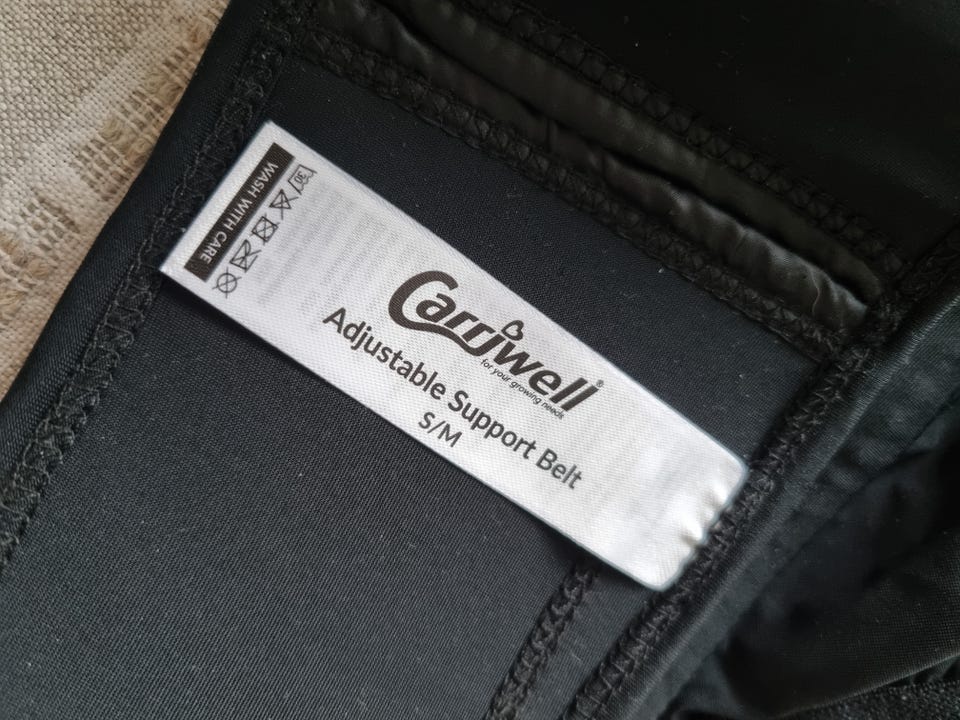 Carriwell®
for your growing needs
Adjustable Support Belt
S/M
WASH WITH CARE
30